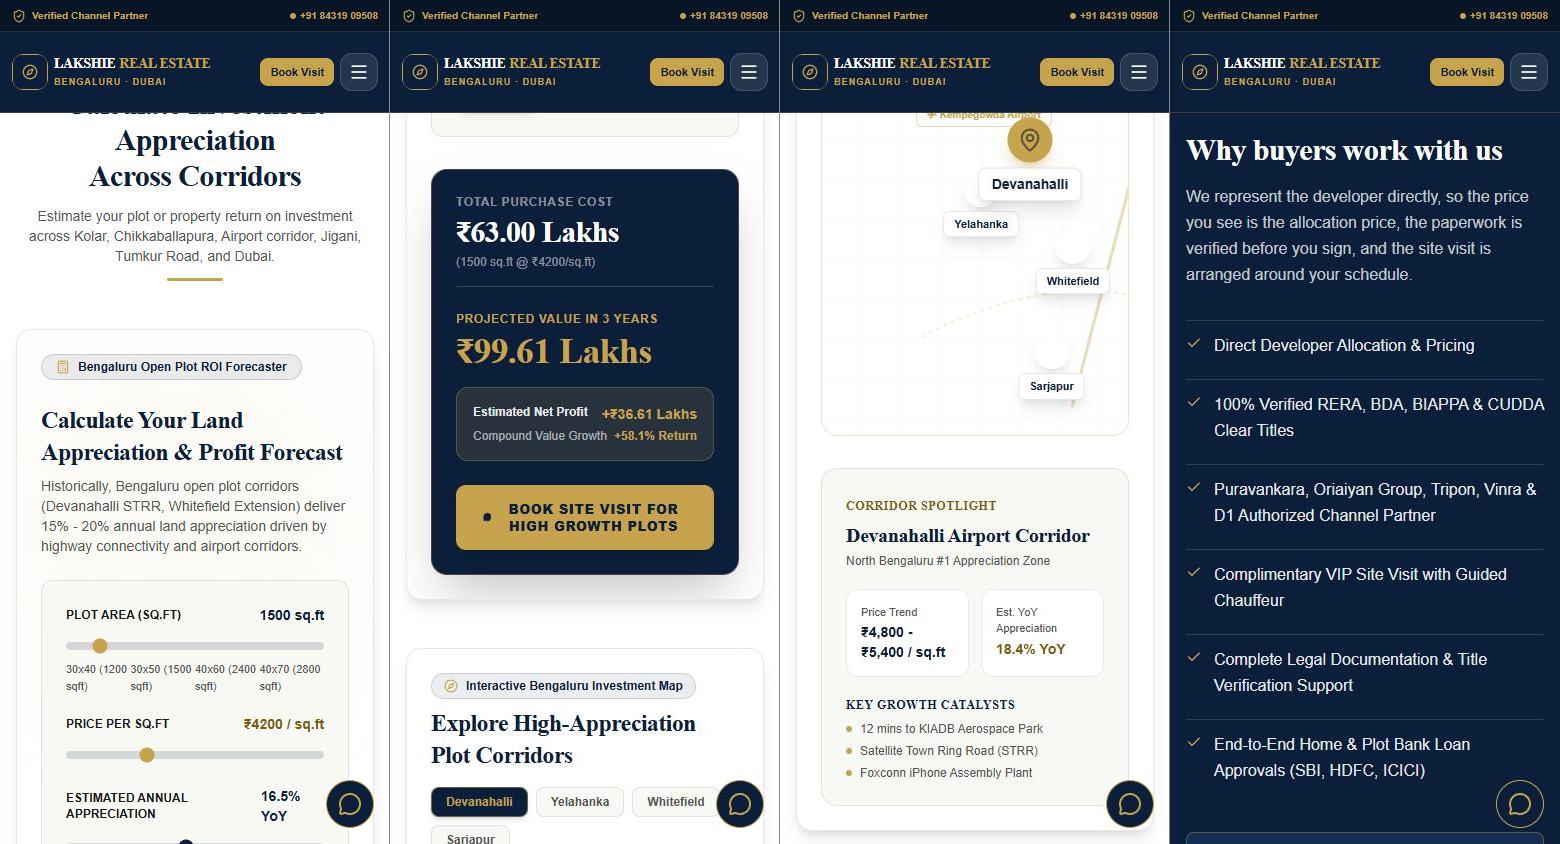 Verified Channel Partner
+91 84319 09508
LAKSHIE REAL ESTATE
BENGALURU · DUBAI
Book Visit
Appreciation
Across Corridors
Estimate your plot or property return on investment
across Kolar, Chikkaballapura, Airport corridor, Jigani,
Tumkur Road, and Dubai.
Bengaluru Open Plot ROI Forecaster
Calculate Your Land
Appreciation & Profit Forecast
Historically, Bengaluru open plot corridors
(Devanahalli STRR, Whitefield Extension) deliver
15% - 20% annual land appreciation driven by
highway connectivity and airport corridors.
PLOT AREA (SQ.FT)
1500 sq.ft
30x40 (1200 sqft)
30x50 (1500 sqft)
40x60 (2400 sqft)
40x70 (2800 sqft)
PRICE PER SQ.FT
₹4200 / sq.ft
ESTIMATED ANNUAL
APPRECIATION
16.5%
YoY
Verified Channel Partner
+91 84319 09508
LAKSHIE REAL ESTATE
BENGALURU · DUBAI
Book Visit
TOTAL PURCHASE COST
₹63.00 Lakhs
(1500 sq.ft @ ₹4200/sq.ft)
PROJECTED VALUE IN 3 YEARS
₹99.61 Lakhs
Estimated Net Profit
+₹36.61 Lakhs
Compound Value Growth
+58.1% Return
BOOK SITE VISIT FOR
HIGH GROWTH PLOTS
Interactive Bengaluru Investment Map
Explore High-Appreciation
Plot Corridors
Devanahalli
Yelahanka
Whitefield
Sarjapur
Verified Channel Partner
+91 84319 09508
LAKSHIE REAL ESTATE
BENGALURU · DUBAI
Book Visit
Kempegowda Airport
Devanahalli
Yelahanka
Whitefield
Sarjapur
CORRIDOR SPOTLIGHT
Devanahalli Airport Corridor
North Bengaluru #1 Appreciation Zone
Price Trend
₹4,800 -
₹5,400 / sq.ft
Est. YoY
Appreciation
18.4% YoY
KEY GROWTH CATALYSTS
12 mins to KIADB Aerospace Park
Satellite Town Ring Road (STRR)
Foxconn iPhone Assembly Plant
Verified Channel Partner
+91 84319 09508
LAKSHIE REAL ESTATE
BENGALURU · DUBAI
Book Visit
Why buyers work with us
We represent the developer directly, so the price
you see is the allocation price, the paperwork is
verified before you sign, and the site visit is
arranged around your schedule.
Direct Developer Allocation & Pricing
100% Verified RERA, BDA, BIAPPA & CUDDA
Clear Titles
Puravankara, Oriaiyan Group, Tripon, Vinra &
D1 Authorized Channel Partner
Complimentary VIP Site Visit with Guided
Chauffeur
Complete Legal Documentation & Title
Verification Support
End-to-End Home & Plot Bank Loan
Approvals (SBI, HDFC, ICICI)